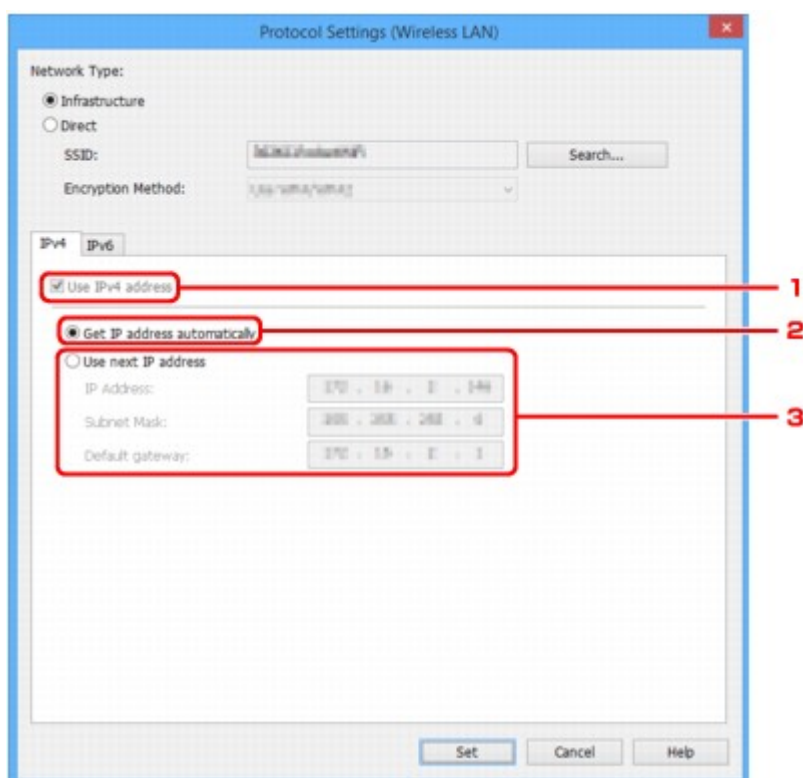 Protocol Settings (Wireless LAN)
Network Type:
Infrastructure
Direct
SSID:
Search...
Encryption Method:
IPv4 IPv6
Use IPv4 address 1
Get IP address automatically 2
Use next IP address
IP Address:
Subnet Mask: 3
Default gateway:
Set Cancel Help